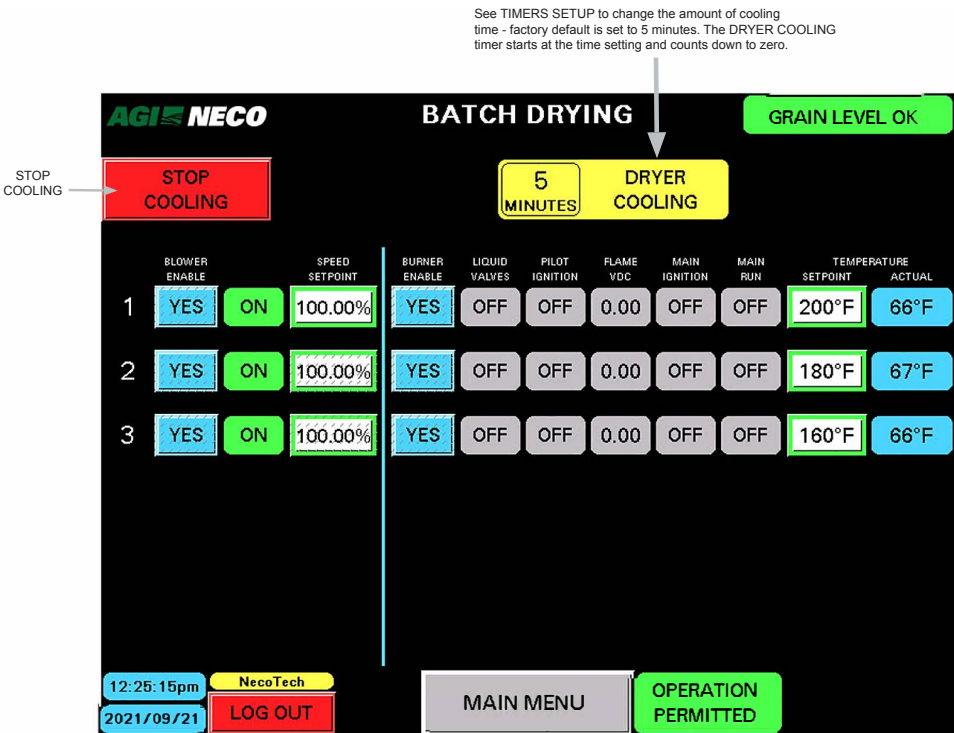 See TIMERS SETUP to change the amount of cooling
time - factory default is set to 5 minutes. The DRYER COOLING
timer starts at the time setting and counts down to zero.
AGI NECO
BATCH DRYING
GRAIN LEVEL OK
STOP
COOLING
STOP
COOLING
5
MINUTES
DRYER
COOLING
BLOWER
ENABLE
SPEED
SETPOINT
BURNER
ENABLE
LIQUID
VALVES
PILOT
IGNITION
FLAME
VDC
MAIN
IGNITION
MAIN
RUN
TEMPERATURE
SETPOINT ACTUAL
1 YES ON 100.00% YES OFF OFF 0.00 OFF OFF 200°F 66°F
2 YES ON 100.00% YES OFF OFF 0.00 OFF OFF 180°F 67°F
3 YES ON 100.00% YES OFF OFF 0.00 OFF OFF 160°F 66°F
12:25:15pm
NecoTech
2021/09/21
LOG OUT
MAIN MENU
OPERATION
PERMITTED